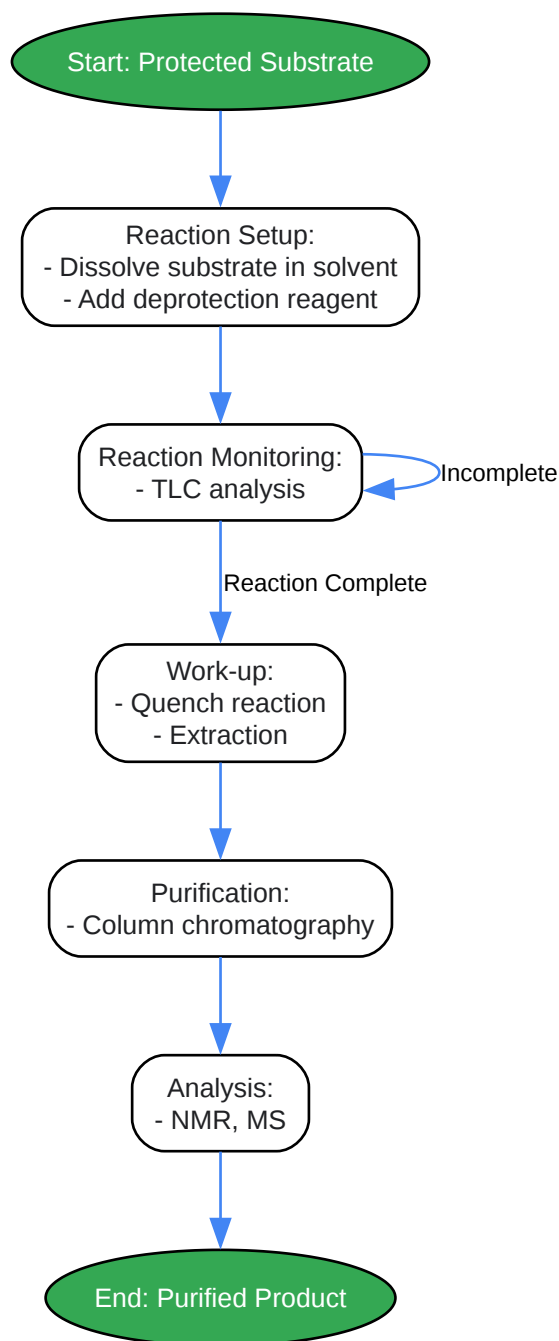 Start: Protected Substrate
Reaction Setup:
- Dissolve substrate in solvent
- Add deprotection reagent
Reaction Monitoring:
- TLC analysis
Incomplete
Reaction Complete
Work-up:
- Quench reaction
- Extraction
Purification:
- Column chromatography
Analysis:
- NMR, MS
End: Purified Product